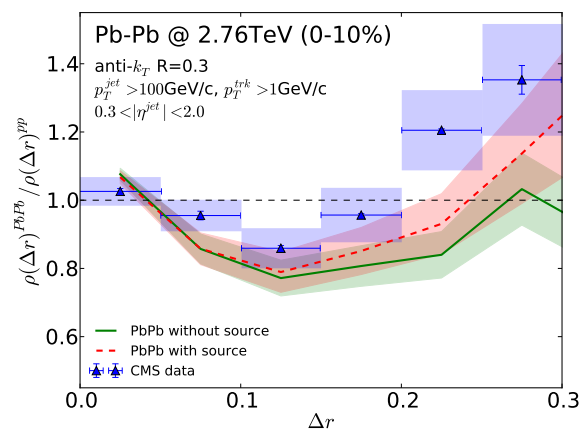 Pb-Pb @ 2.76TeV (0-10%)
anti-k_T R=0.3
p_T^{jet} >100GeV/c, p_T^{trk} >1GeV/c
0.3<|η^{jet}|<2.0
ρ(Δr)^{PbPb}/ρ(Δr)^{pp}
1.4
1.2
1.0
0.8
0.6
PbPb without source
PbPb with source
CMS data
0.0 0.1 0.2 0.3
Δr